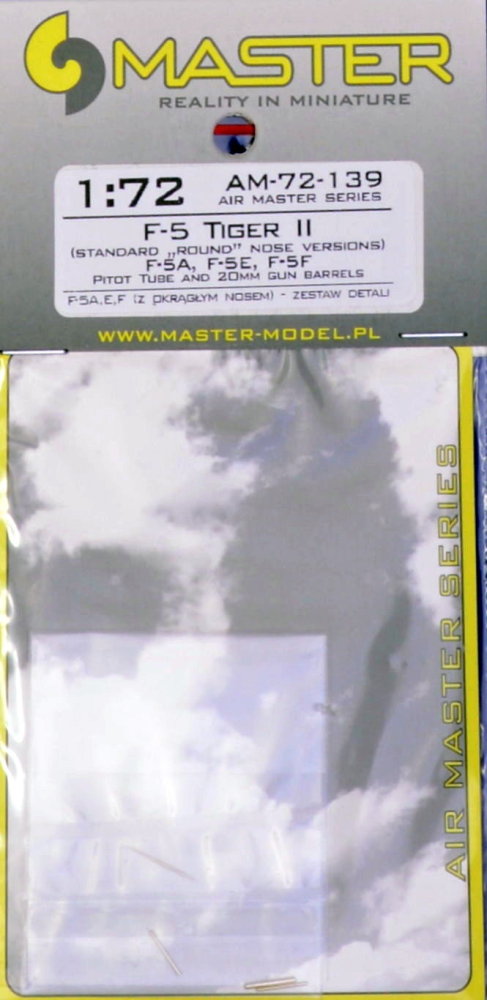 MASTER
REALITY IN MINIATURE
1:72
AM-72-139
AIR MASTER SERIES
F-5 TIGER II
(STANDARD „ROUND" NOSE VERSIONS)
F-5A, F-5E, F-5F
PITOT TUBE AND 20MM GUN BARRELS
F-5A,E,F (Z OKRĄGŁYM NOSEM) - ZESTAW DETALI
WWW.MASTER-MODEL.PL
AIR MASTER SERIES